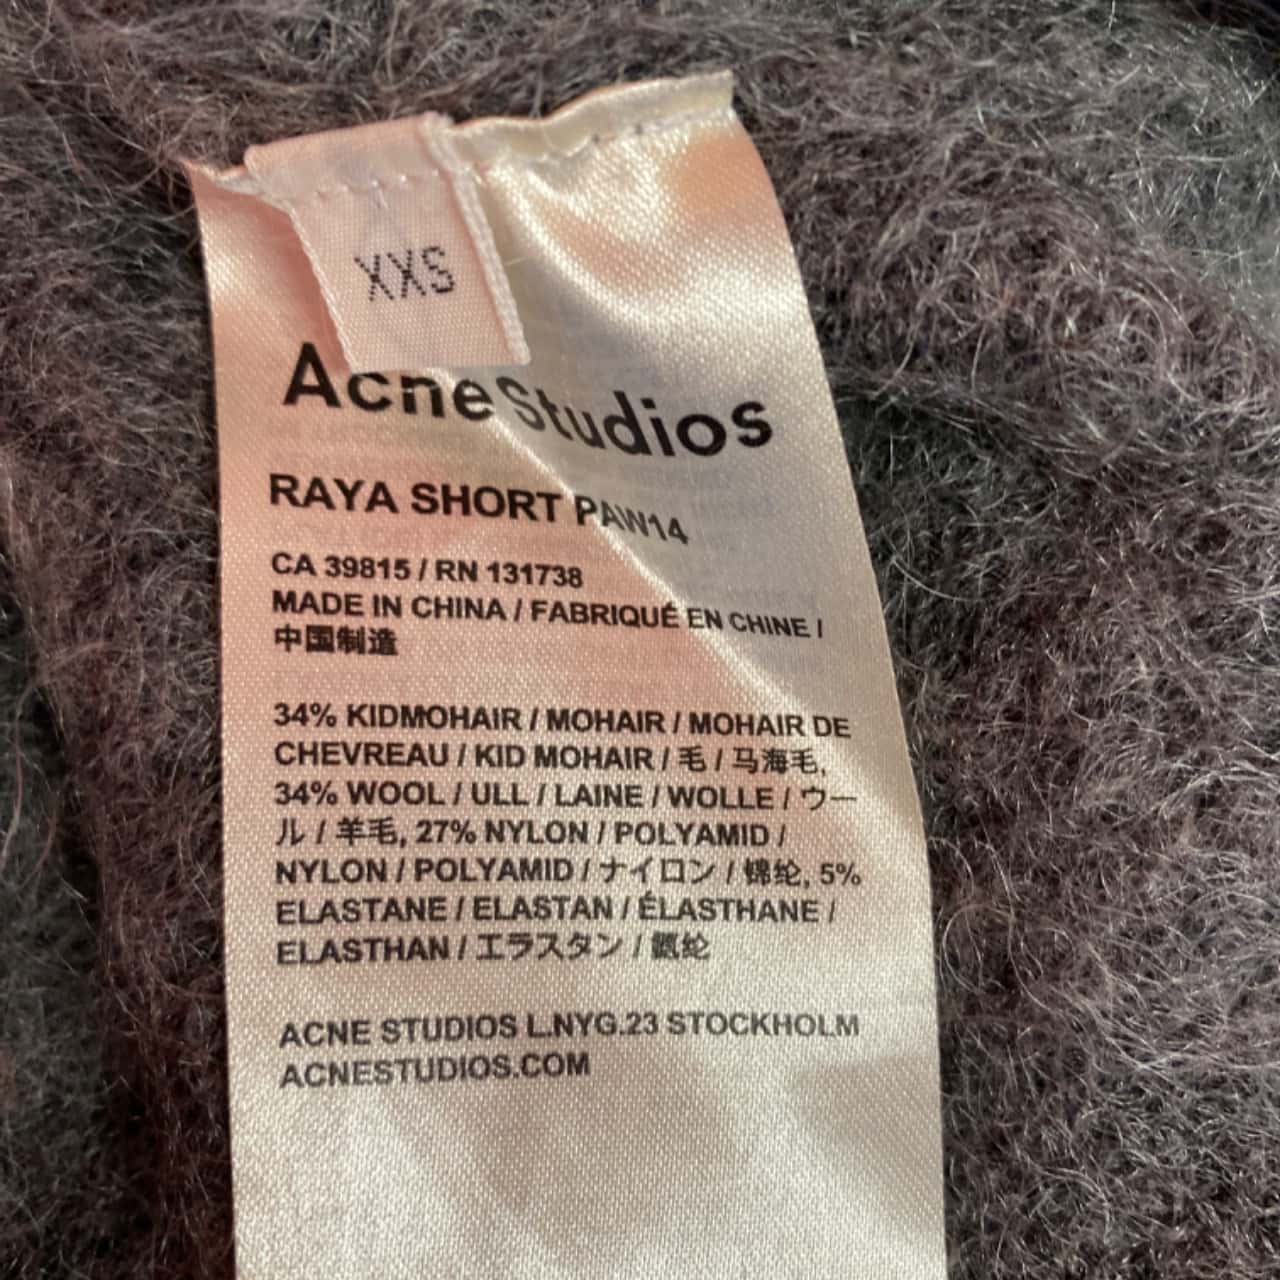 XXS
Acne Studios
RAYA SHORT PAW14
CA 39815 / RN 131738
MADE IN CHINA / FABRIQUÉ EN CHINE /
中国制造
34% KIDMOHAIR / MOHAIR / MOHAIR DE
CHEVREAU / KID MOHAIR / 毛 / 马海毛,
34% WOOL / ULL / LAINE / WOLLE / ウー
ル / 羊毛, 27% NYLON / POLYAMID /
NYLON / POLYAMID / ナイロン / 锦纶, 5%
ELASTANE / ELASTAN / ÉLASTHANE /
ELASTHAN / エラスタン / 氨纶
ACNE STUDIOS L.NYG.23 STOCKHOLM
ACNESTUDIOS.COM